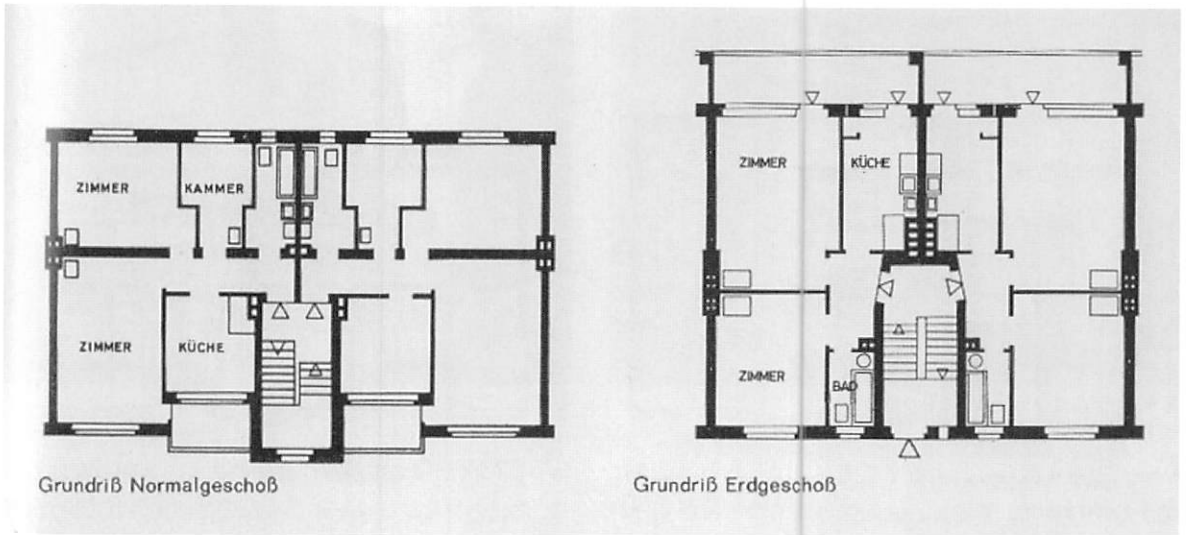 ZIMMER
KAMMER
ZIMMER
KÜCHE
Grundriß Normalgeschoß
ZIMMER
KÜCHE
ZIMMER
BAD
Grundriß Erdgeschoß